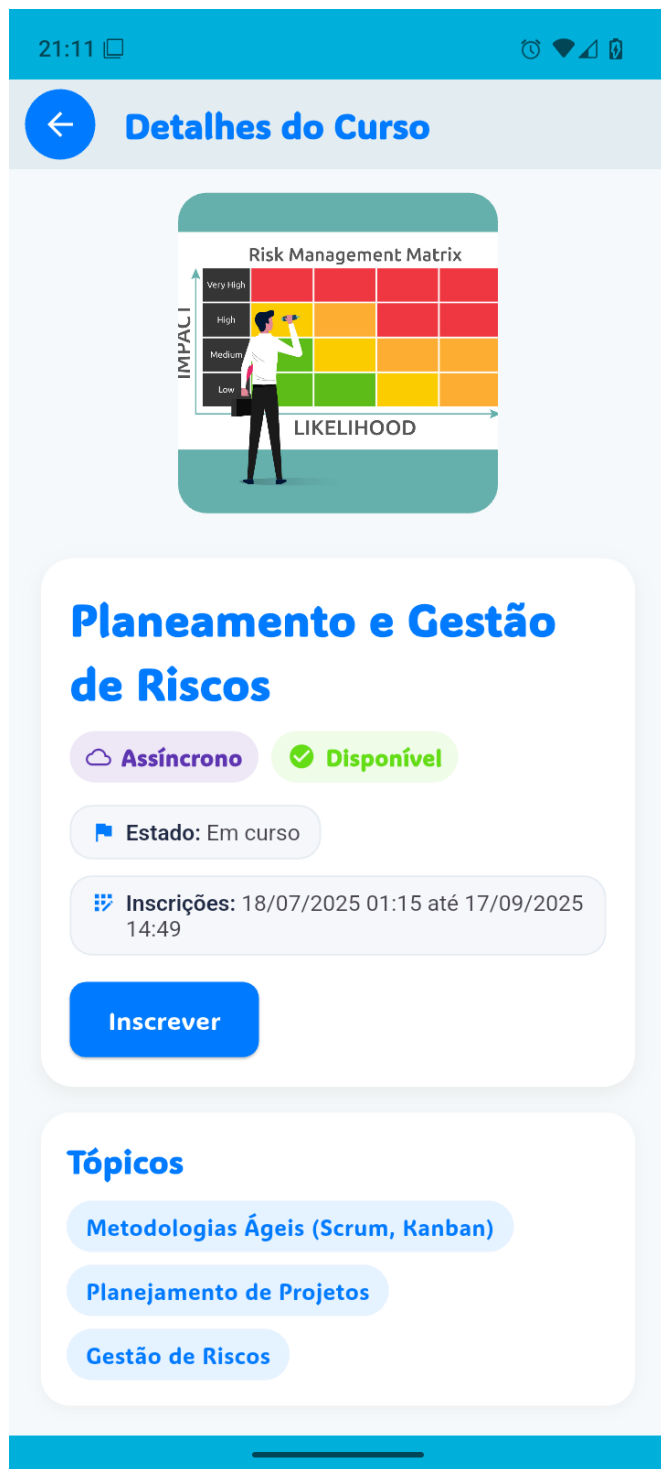 21:11
Detalhes do Curso
Risk Management Matrix
Very High
High
Medium
Low
IMPACT
LIKELIHOOD
Planeamento e Gestão
de Riscos
Assíncrono
Disponível
Estado: Em curso
Inscrições: 18/07/2025 01:15 até 17/09/2025
14:49
Inscrever
Tópicos
Metodologias Ágeis (Scrum, Kanban)
Planejamento de Projetos
Gestão de Riscos